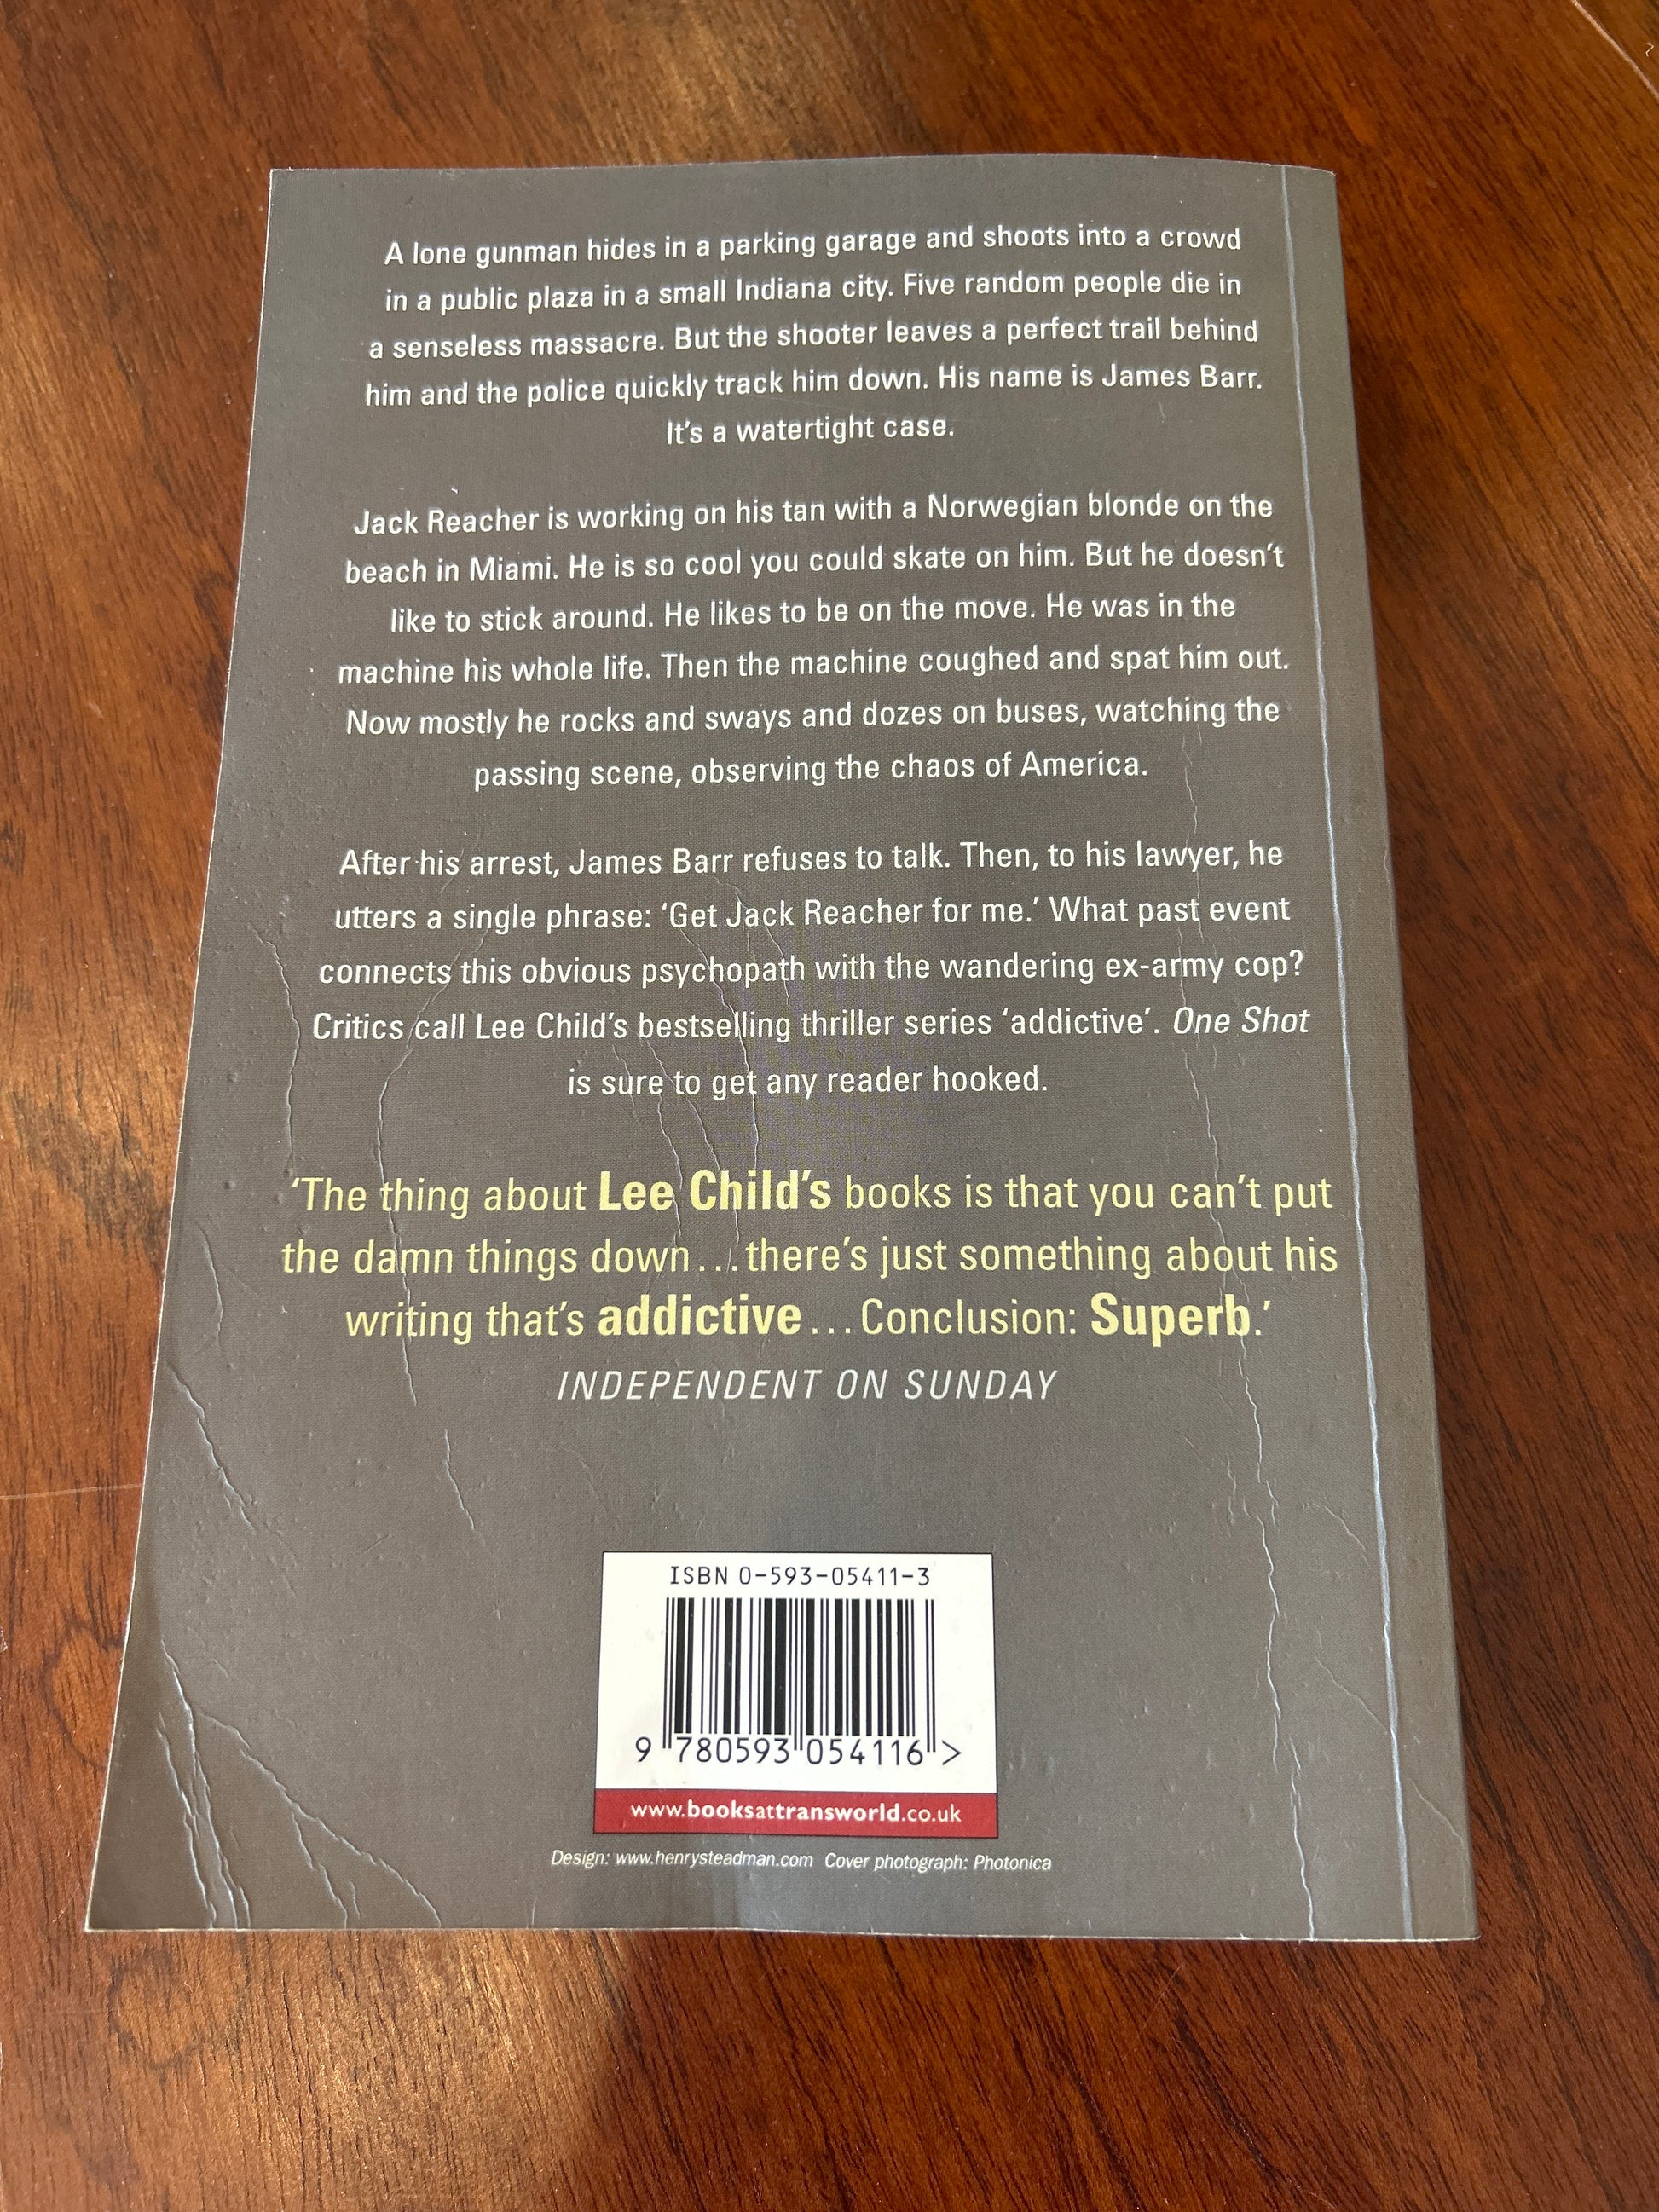 A lone gunman hides in a parking garage and shoots into a crowd
in a public plaza in a small Indiana city. Five random people die in
a senseless massacre. But the shooter leaves a perfect trail behind
him and the police quickly track him down. His name is James Barr.
It's a watertight case.
Jack Reacher is working on his tan with a Norwegian blonde on the
beach in Miami. He is so cool you could skate on him. But he doesn't
like to stick around. He likes to be on the move. He was in the
machine his whole life. Then the machine coughed and spat him out.
Now mostly he rocks and sways and dozes on buses, watching the
passing scene, observing the chaos of America.
After his arrest, James Barr refuses to talk. Then, to his lawyer, he
utters a single phrase: ‘Get Jack Reacher for me.’ What past event
connects this obvious psychopath with the wandering ex-army cop?
Critics call Lee Child’s bestselling thriller series ‘addictive’. One Shot
is sure to get any reader hooked.
‘The thing about Lee Child’s books is that you can’t put
the damn things down...there’s just something about his
writing that’s addictive...Conclusion: Superb.’
INDEPENDENT ON SUNDAY
ISBN 0-593-05411-3
9 780593 054116 >
www.booksattransworld.co.uk
Design: www.henrysteadman.com Cover photograph: Photonica